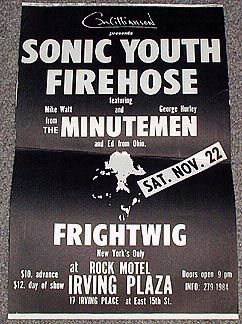 presents
SONIC YOUTH
FIREHOSE
featuring
Mike Watt and George Hurley
from THE MINUTEMEN
and Ed from Ohio.
SAT. NOV. 22
FRIGHTWIG
New York's Only
at ROCK MOTEL
$10. advance
$12. day of show
IRVING PLAZA
17 IRVING PLACE at East 15th St.
Doors open 9 pm
INFO: 279-1984